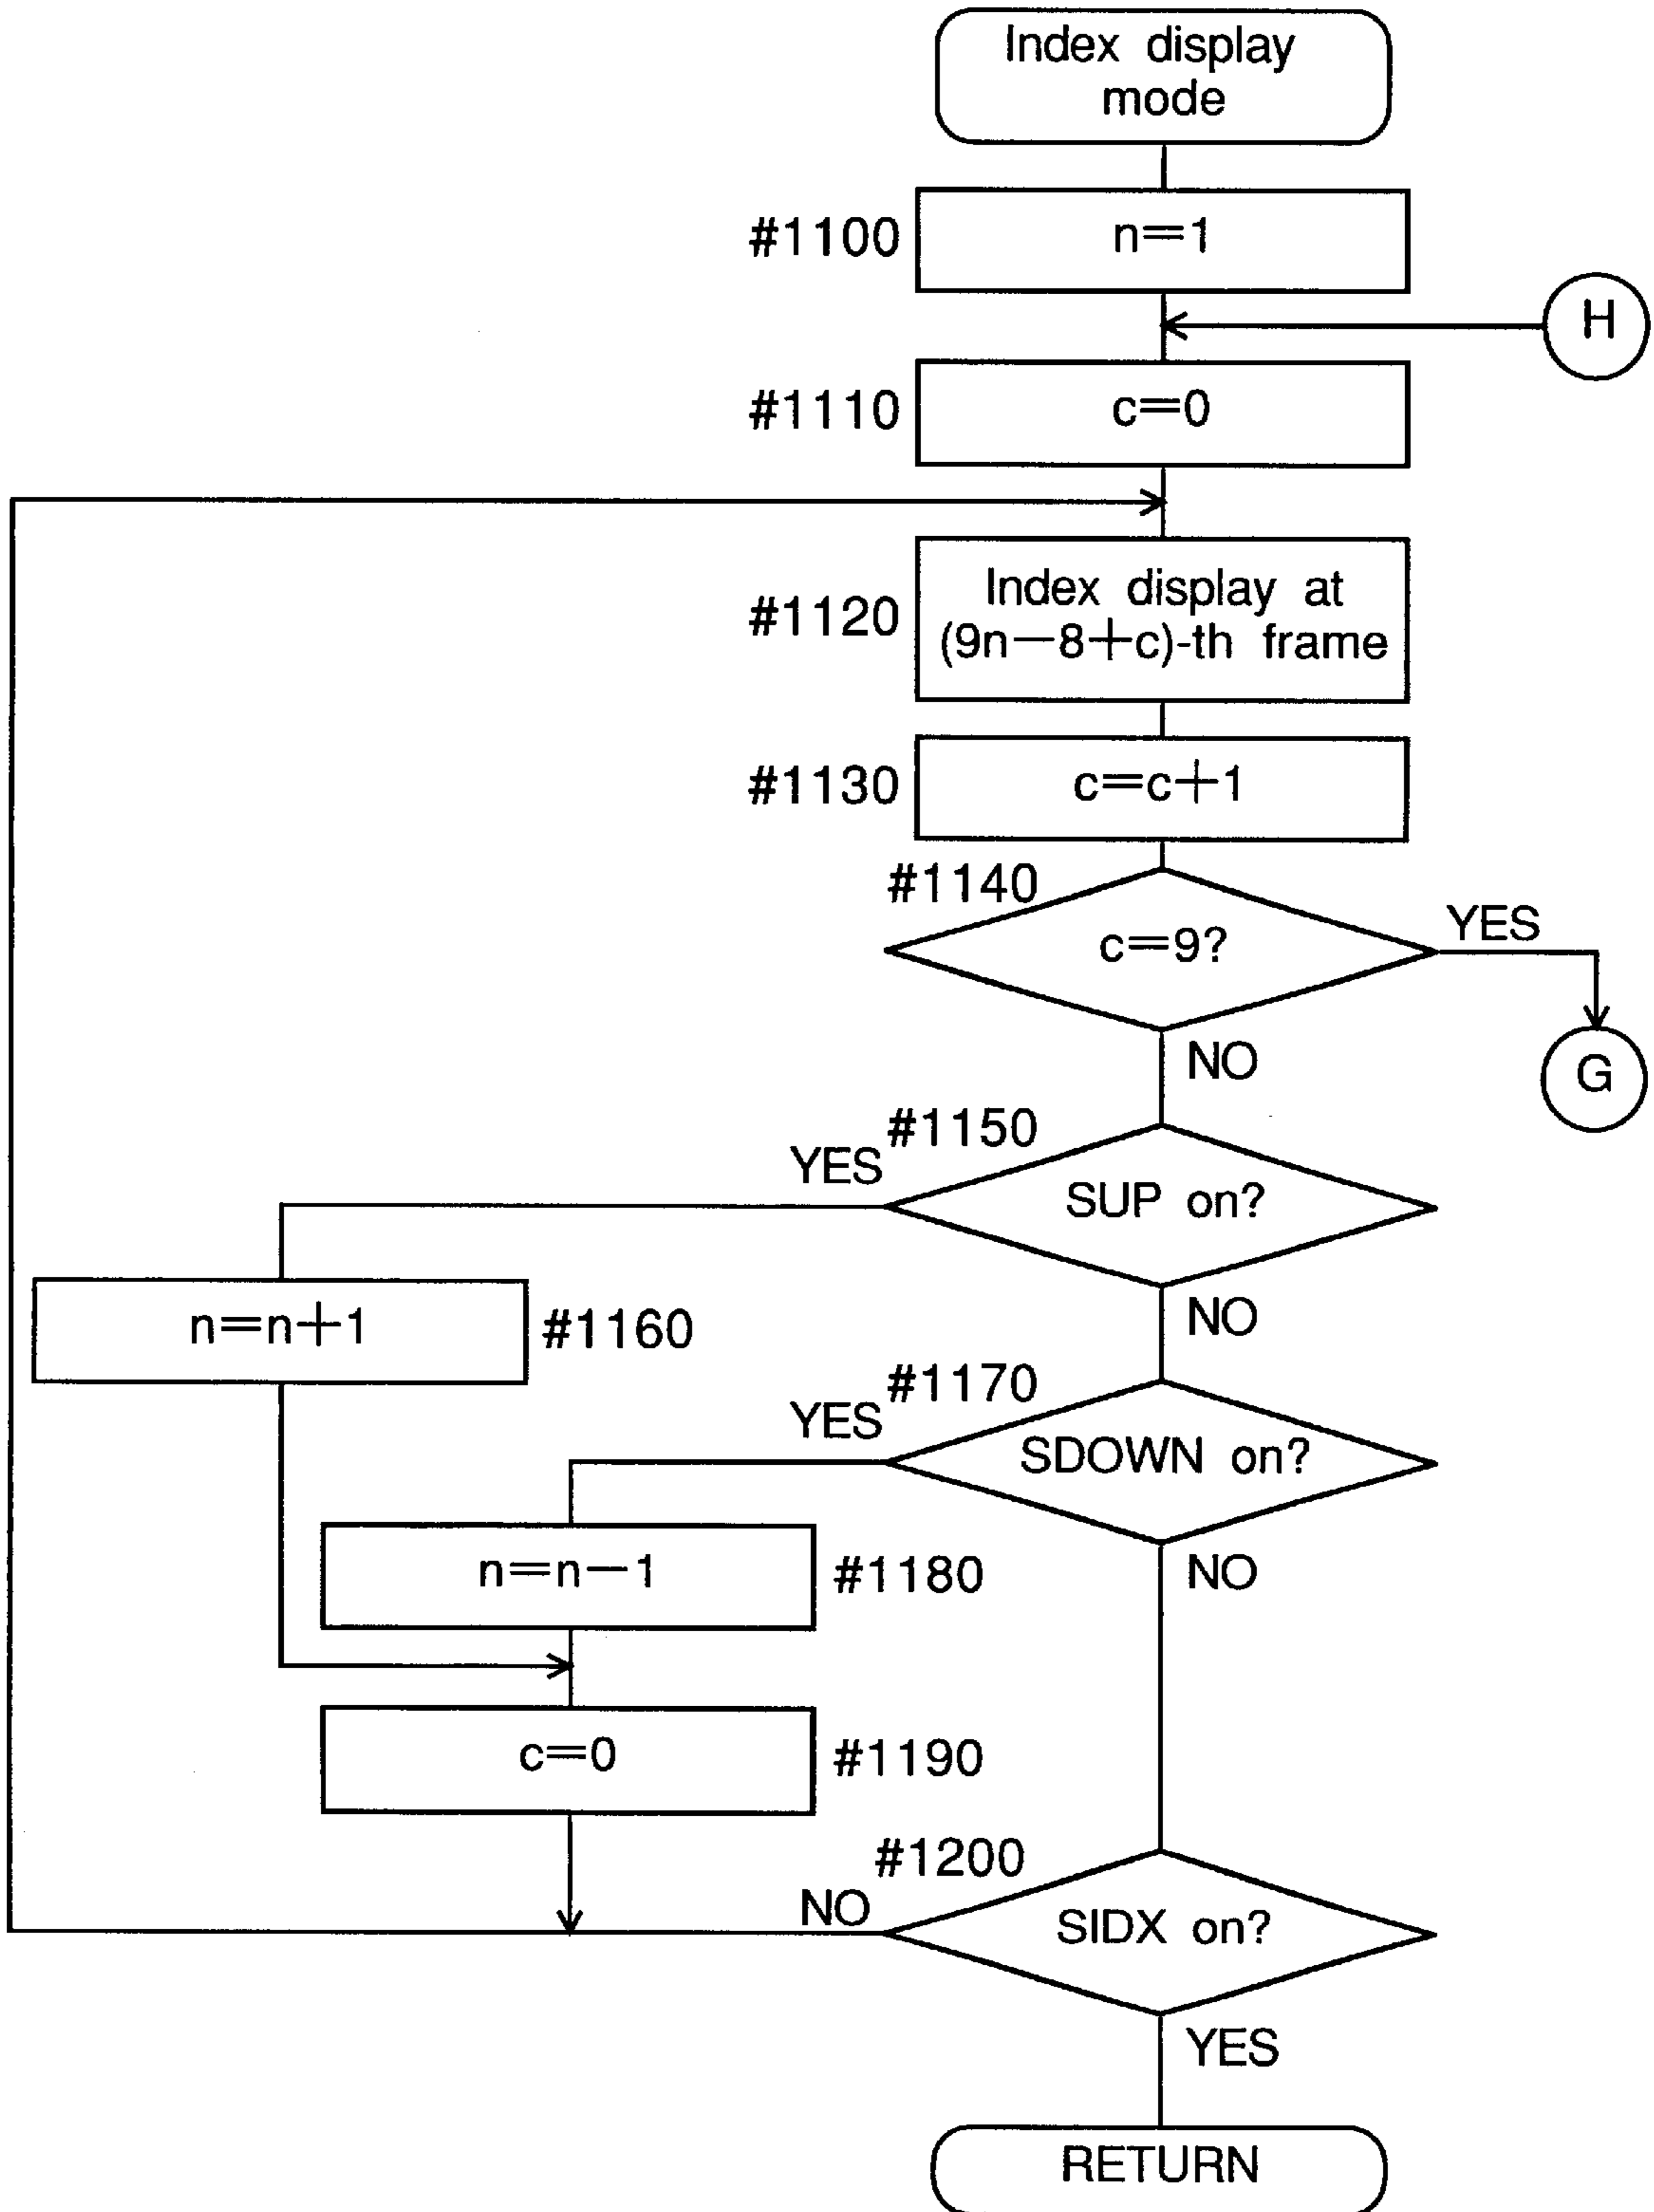 Index display
mode
#1100
n=1
H
#1110
c=0
#1120
Index display at
(9n−8+c)-th frame
#1130
c=c+1
#1140
c=9?
YES
G
NO
#1150
YES
SUP on?
NO
n=n+1
#1160
#1170
YES
SDOWN on?
NO
n=n−1
#1180
c=0
#1190
#1200
NO
SIDX on?
YES
RETURN